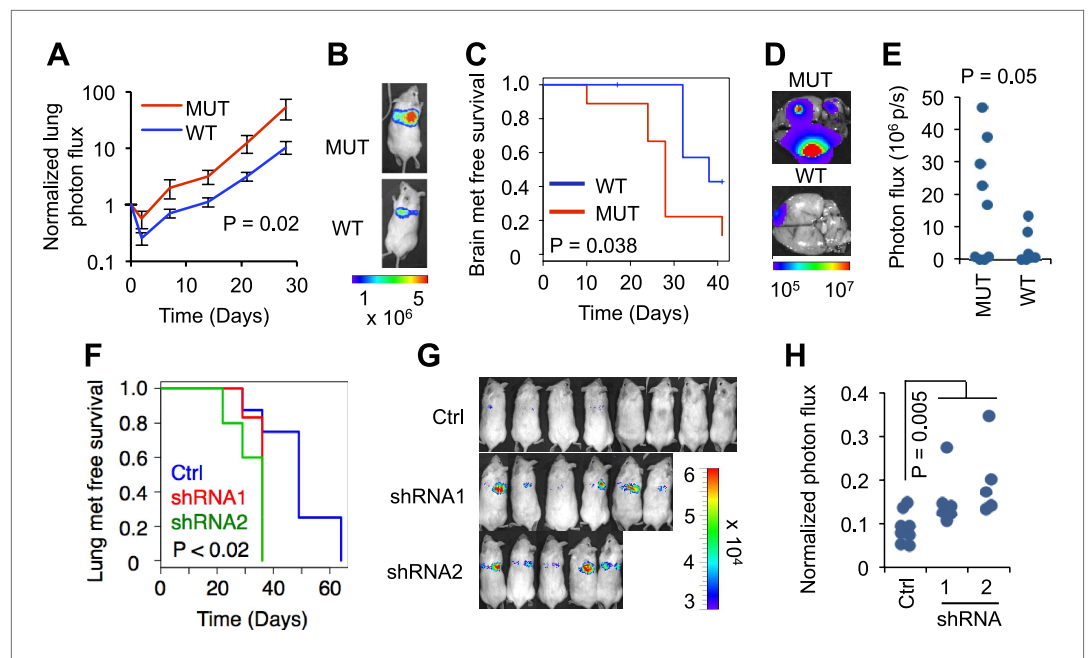 A
Normalized lung
photon flux
100
10
1
0.1
MUT
WT
P = 0.02
0
10
20
30
Time (Days)
B
MUT
WT
1
5
x 10⁶
C
Brain met free survival
1.0
0.8
0.6
0.4
0.2
0
WT
MUT
P = 0.038
0
10
20
30
40
Time (Days)
D
MUT
WT
10⁵
10⁷
E
P = 0.05
Photon flux (10⁶ p/s)
50
40
30
20
10
0
MUT
WT
F
Lung met free survival
1.0
0.8
0.6
0.4
0.2
0
Ctrl
shRNA1
shRNA2
P < 0.02
0
20
40
60
Time (Days)
G
Ctrl
shRNA1
shRNA2
6
5
4
3
x 10⁴
H
Normalized photon flux
0.4
0.3
0.2
0.1
0
P = 0.005
Ctrl
1
2
shRNA